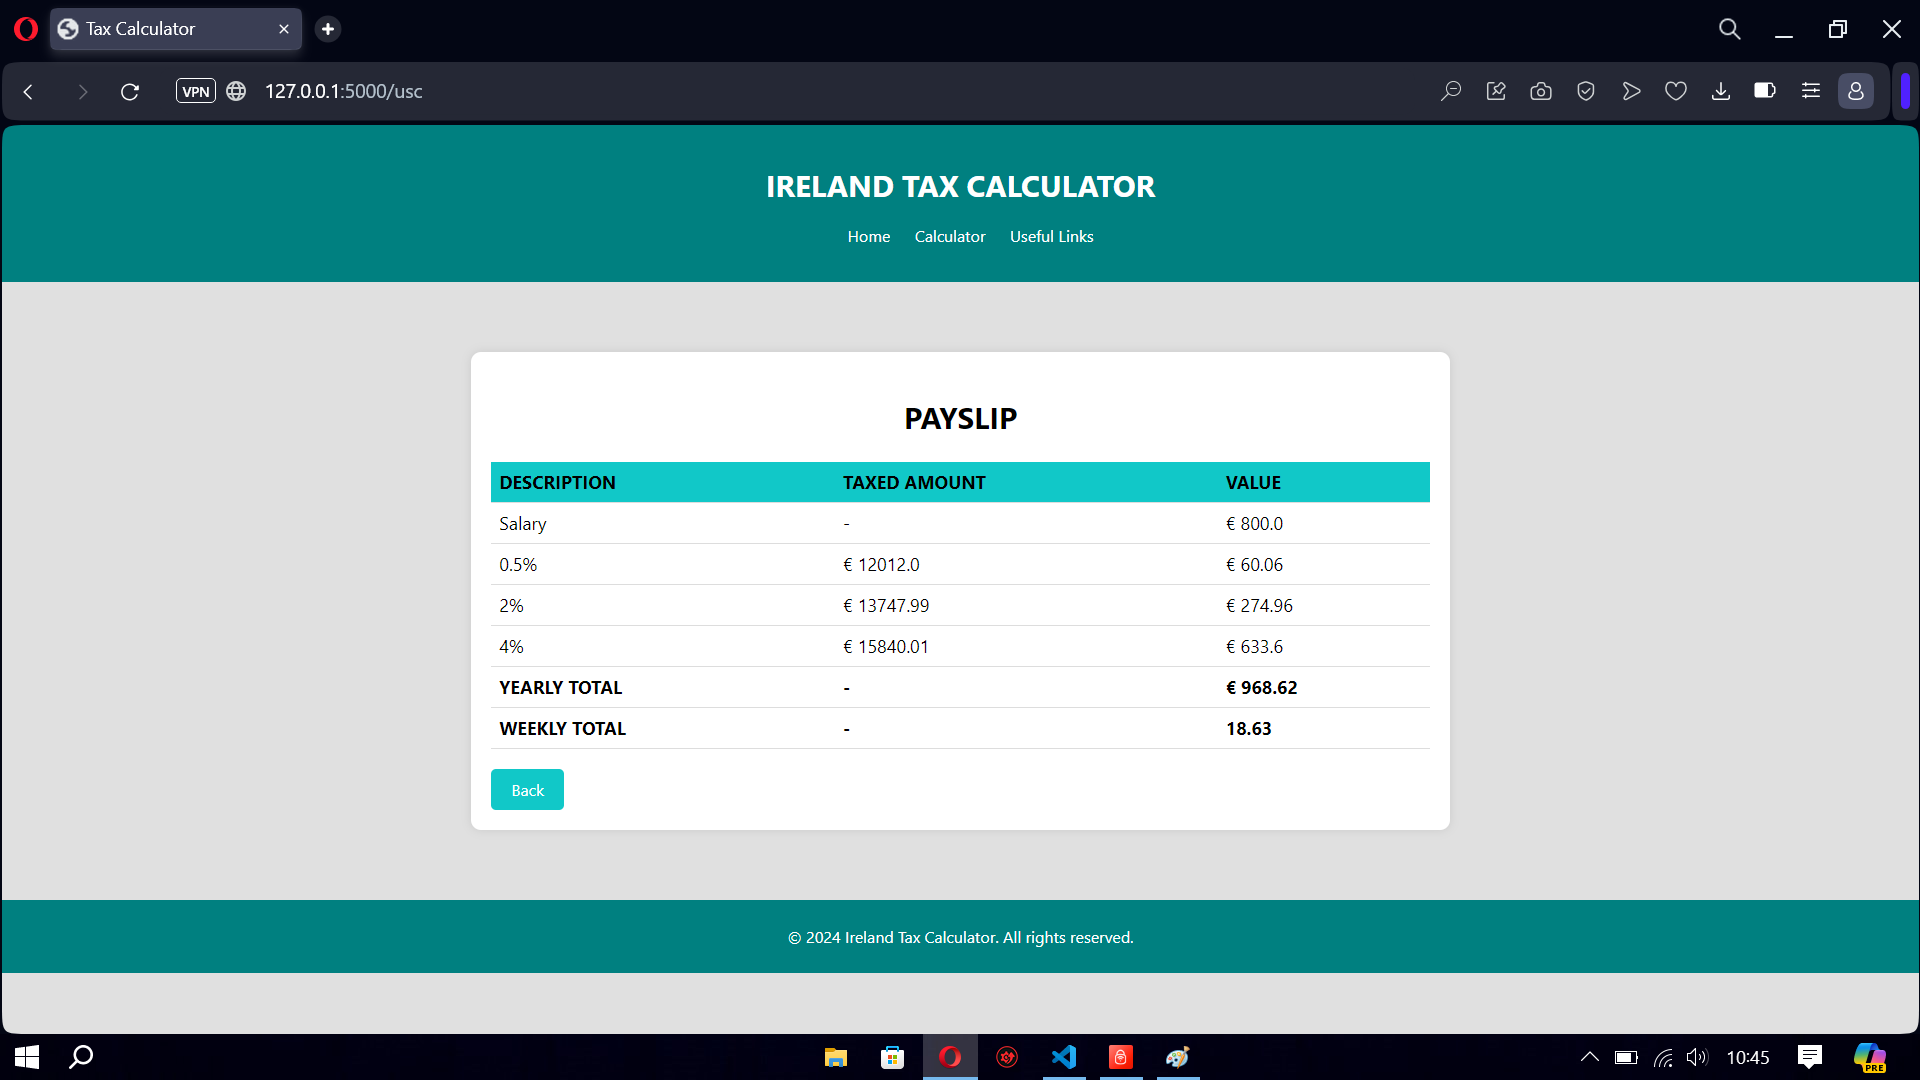 Tax Calculator
VPN 127.0.0.1:5000/usc
IRELAND TAX CALCULATOR
Home Calculator Useful Links
PAYSLIP
DESCRIPTION TAXED AMOUNT VALUE
Salary - € 800.0
0.5% € 12012.0 € 60.06
2% € 13747.99 € 274.96
4% € 15840.01 € 633.6
YEARLY TOTAL - € 968.62
WEEKLY TOTAL - 18.63
Back
© 2024 Ireland Tax Calculator. All rights reserved.
10:45
PRE